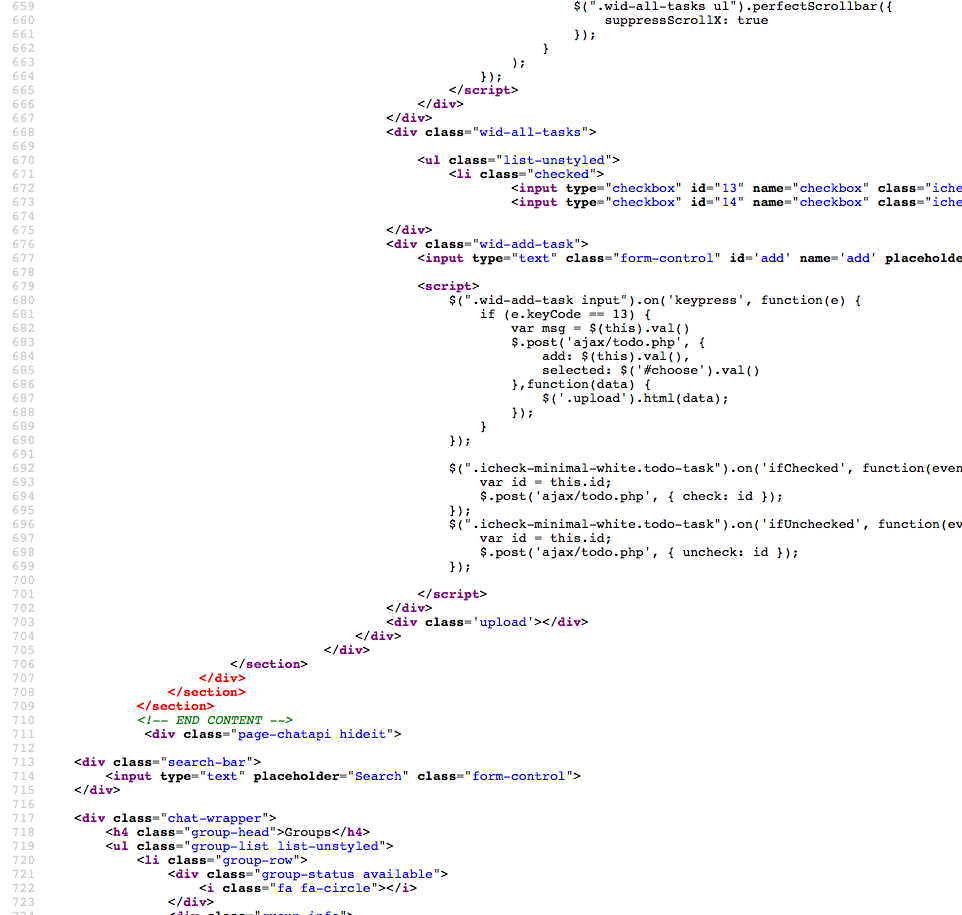 659 $(".wid-all-tasks ul").perfectScrollbar({
660 suppressScrollX: true
661 });
662 }
663 );
664 });
665 </script>
666 </div>
667 </div>
668 <div class="wid-all-tasks">
669
670 <ul class="list-unstyled">
671 <li class="checked">
672 <input type="checkbox" id="13" name="checkbox" class="iche
673 <input type="checkbox" id="14" name="checkbox" class="iche
674
675 </div>
676 <div class="wid-add-task">
677 <input type="text" class="form-control" id='add' name='add' placeholde
678
679 <script>
680 $(".wid-add-task input").on('keypress', function(e) {
681 if (e.keyCode == 13) {
682 var msg = $(this).val()
683 $.post('ajax/todo.php', {
684 add: $(this).val(),
685 selected: $('#choose').val()
686 },function(data) {
687 $('.upload').html(data);
688 });
689 }
690 });
691
692 $(".icheck-minimal-white.todo-task").on('ifChecked', function(even
693 var id = this.id;
694 $.post('ajax/todo.php', { check: id });
695 });
696 $(".icheck-minimal-white.todo-task").on('ifUnchecked', function(ev
697 var id = this.id;
698 $.post('ajax/todo.php', { uncheck: id });
699 });
700
701 </script>
702 </div>
703 <div class='upload'></div>
704 </div>
705 </div>
706 </section>
707 </div>
708 </section>
709 </section>
710 <!-- END CONTENT -->
711 <div class="page-chatapi hideit">
712
713 <div class="search-bar">
714 <input type="text" placeholder="Search" class="form-control">
715 </div>
716
717 <div class="chat-wrapper">
718 <h4 class="group-head">Groups</h4>
719 <ul class="group-list list-unstyled">
720 <li class="group-row">
721 <div class="group-status available">
722 <i class="fa fa-circle"></i>
723 </div>
724 <div class="group-info">